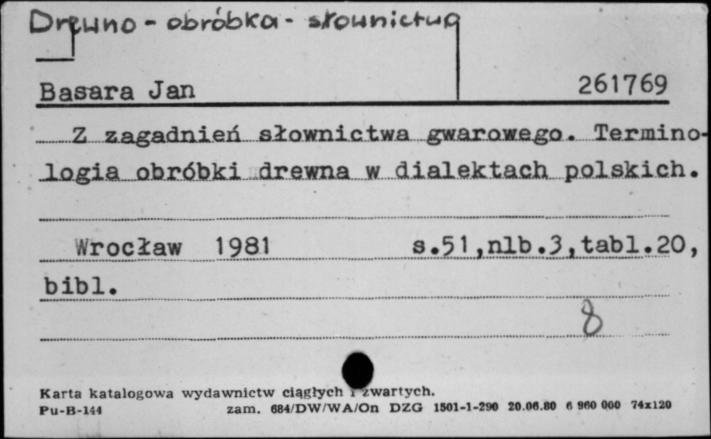 Drewno - obróbka - słownictwo
Basara Jan 261769
Z zagadnień słownictwa gwarowego. Termino-
logia obróbki drewna w dialektach polskich.
Wrocław 1981 s.51,nlb.3,tabl.20,
bibl.
8
Karta katalogowa wydawnictw ciągłych i zwartych.
Pu-B-144 zam. 684/DW/WA/On DZG 1501-1-290 20.06.80 6 960 000 74x120